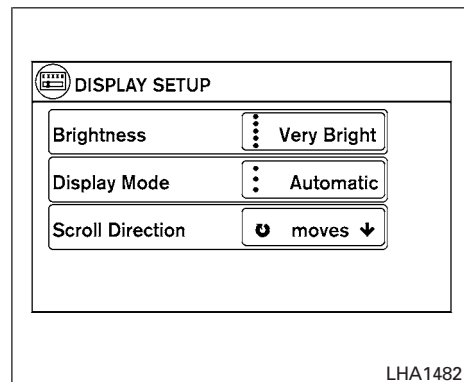 DISPLAY SETUP
Brightness Very Bright
Display Mode Automatic
Scroll Direction ↻ moves ↓
LHA1482